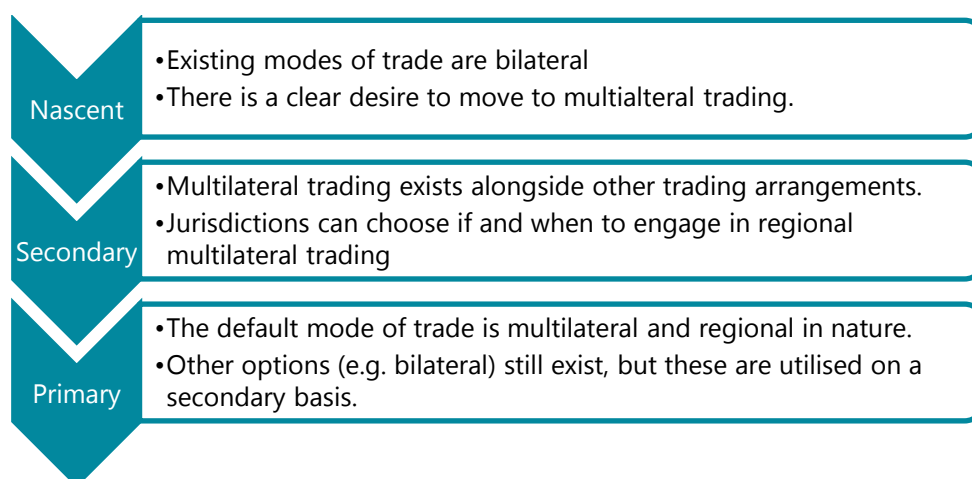 Nascent
•Existing modes of trade are bilateral
•There is a clear desire to move to multialteral trading.
Secondary
•Multilateral trading exists alongside other trading arrangements.
•Jurisdictions can choose if and when to engage in regional
multilateral trading
Primary
•The default mode of trade is multilateral and regional in nature.
•Other options (e.g. bilateral) still exist, but these are utilised on a
secondary basis.